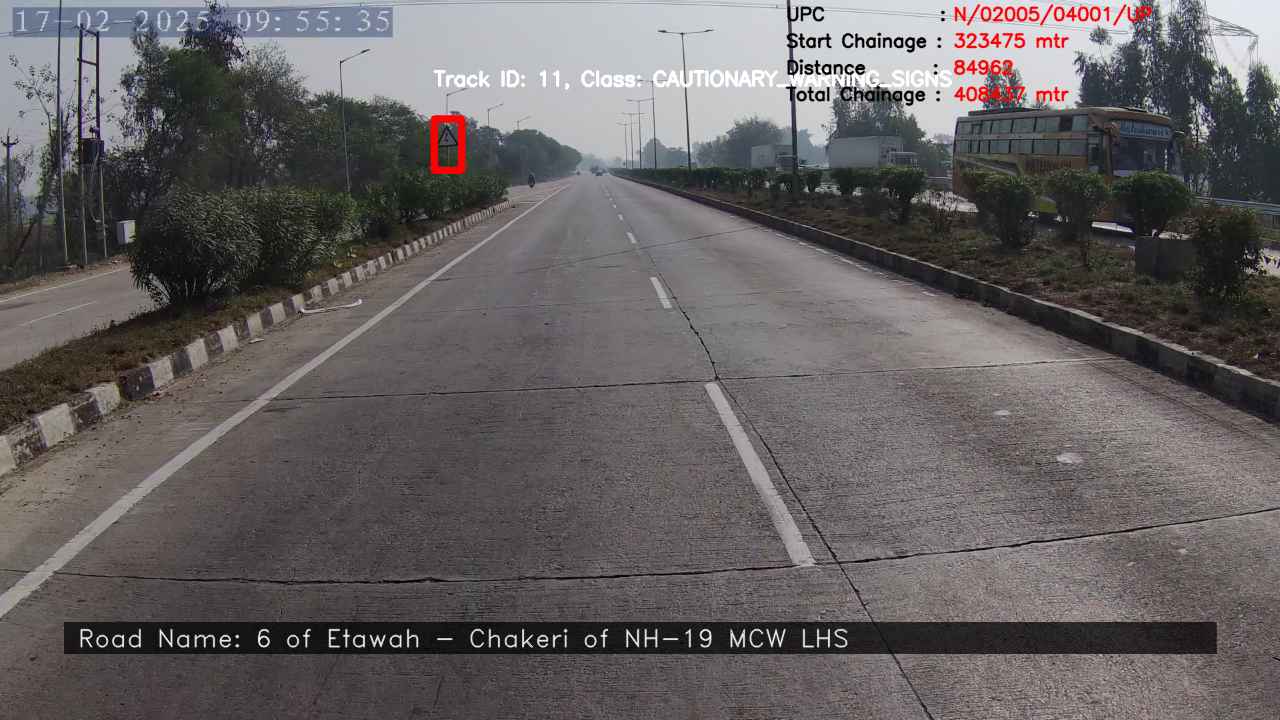 17-02-2025 09:55:35
UPC : N/02005/04001/UP
Start Chainage : 323475 mtr
Distance : 84962
Track ID: 11, Class: CAUTIONARY_WARNING_SIGNS
Total Chainage : 408437 mtr
Road Name: 6 of Etawah - Chakeri of NH-19 MCW LHS